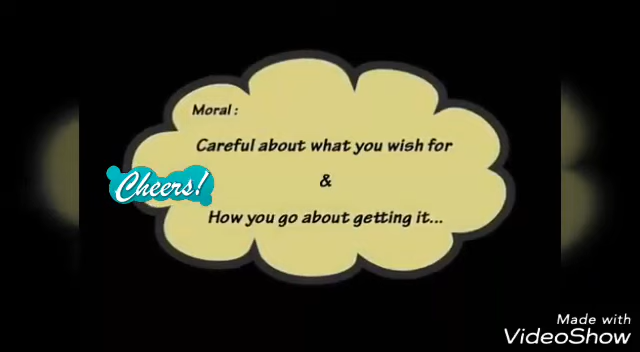 Moral :
Careful about what you wish for
&
Cheers!
How you go about getting it...
Made with
VideoShow